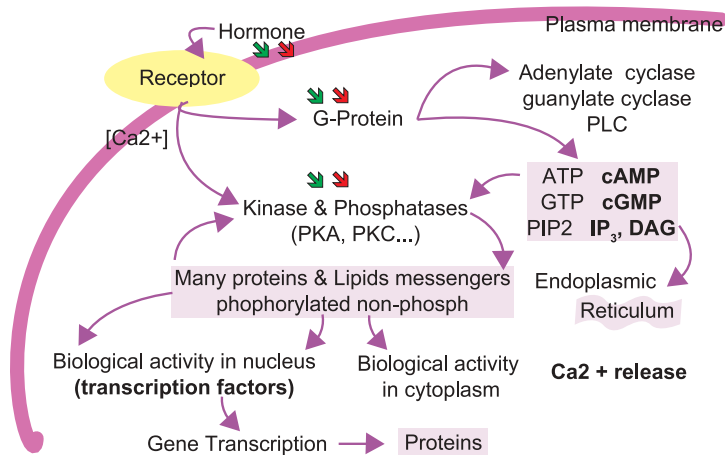 Hormone
Plasma membrane
Receptor
Adenylate cyclase
guanylate cyclase
PLC
G-Protein
[Ca2+]
ATP cAMP
GTP cGMP
PIP2 IP₃, DAG
Kinase & Phosphatases
(PKA, PKC...)
Many proteins & Lipids messengers
phophorylated non-phosph
Endoplasmic
Reticulum
Biological activity in nucleus
(transcription factors)
Biological activity
in cytoplasm
Ca2 + release
Gene Transcription
Proteins